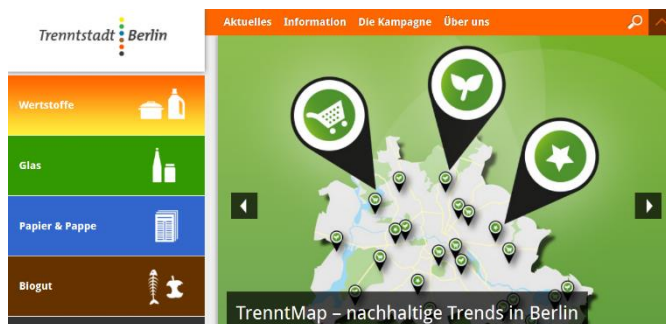 Trenntstadt Berlin
Aktuelles Information Die Kampagne Über uns
Wertstoffe
Glas
Papier & Pappe
Biogut
TrenntMap – nachhaltige Trends in Berlin